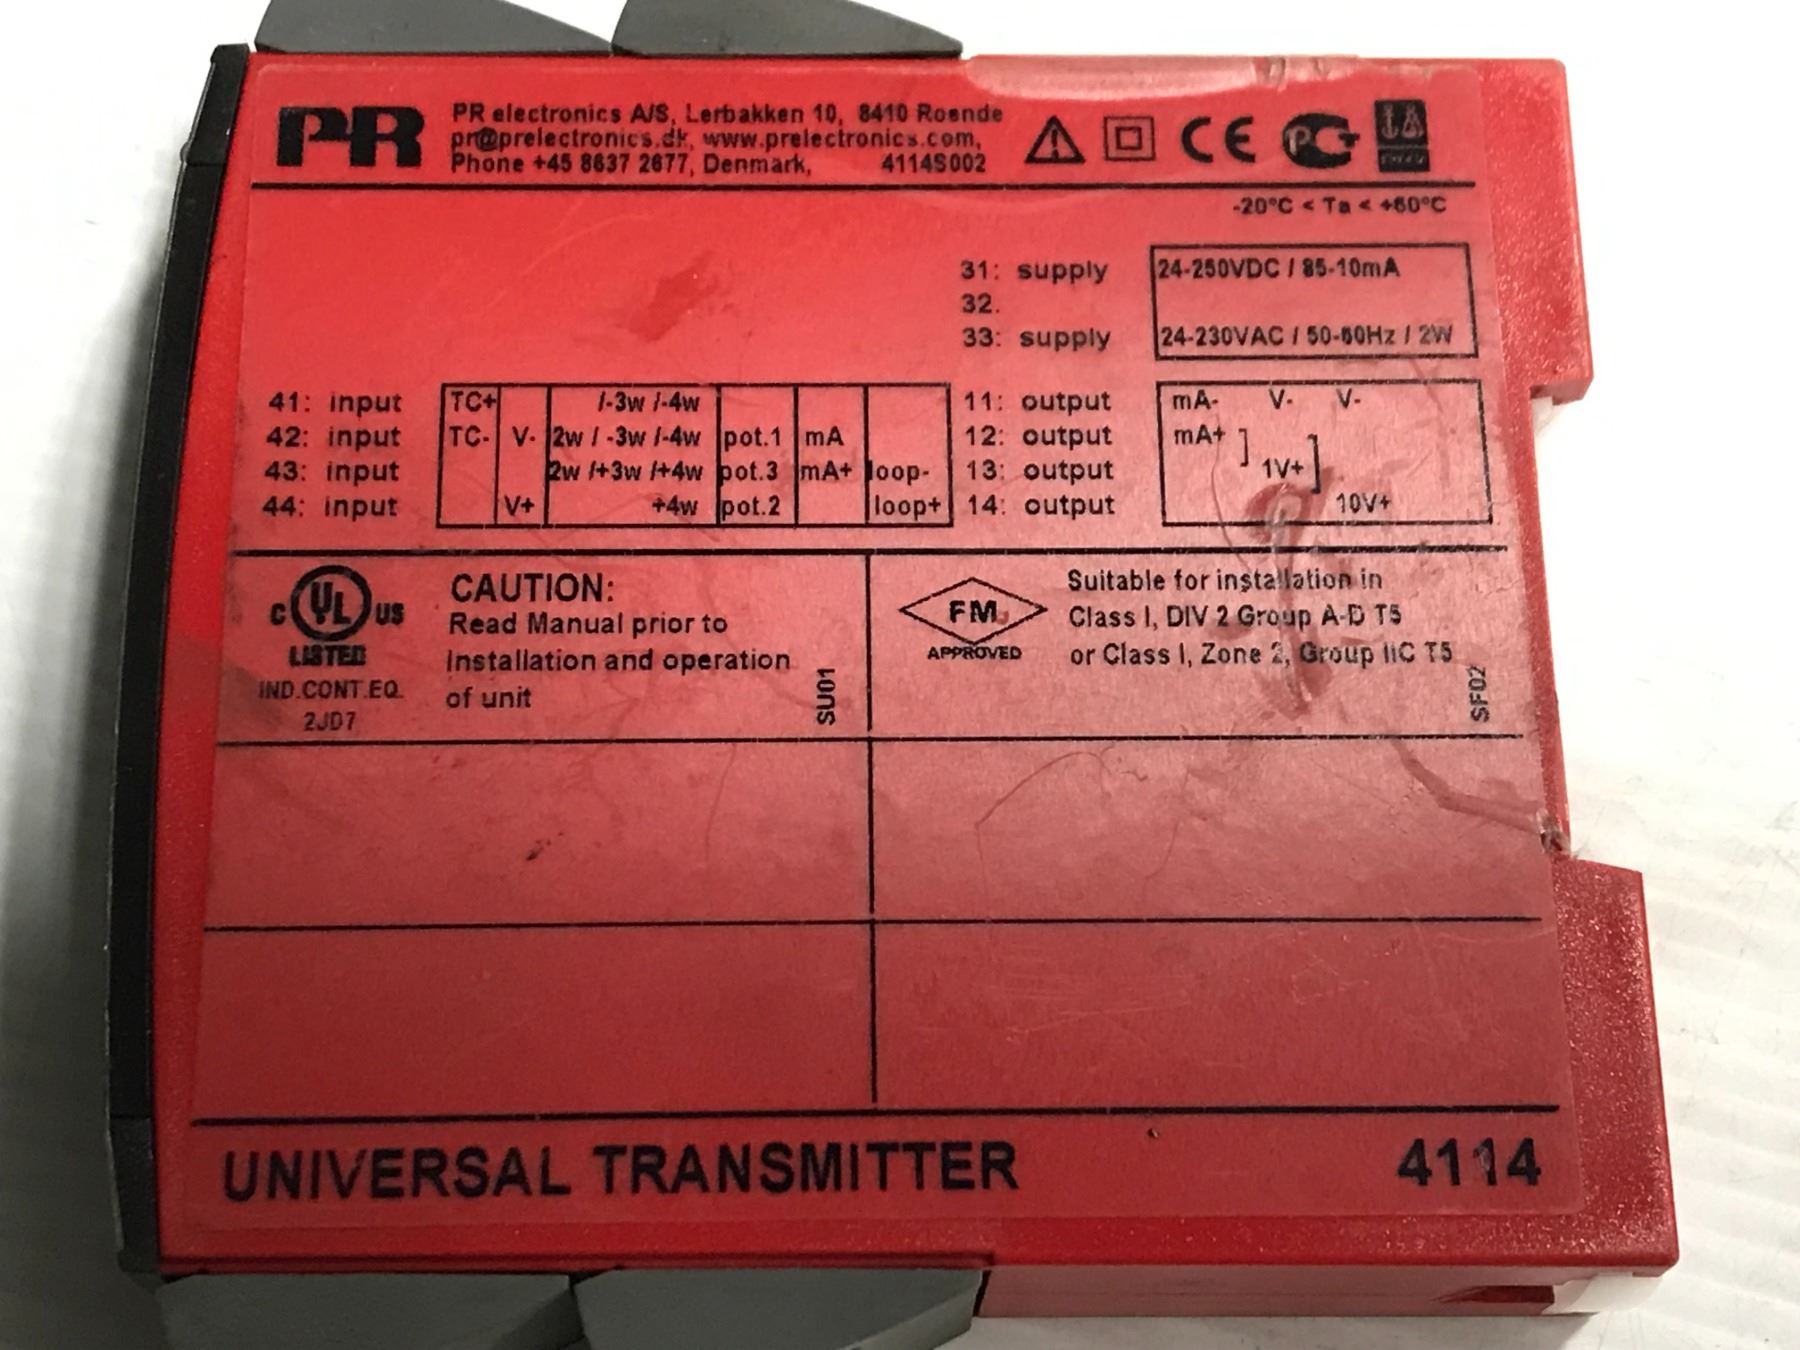 PR
PR electronics A/S, Lerbakken 10, 8410 Roende
pr@prelectronics.dk, www.prelectronics.com,
Phone +45 8637 2677, Denmark, 4114S002
CE
-20°C < Ta < +60°C
31: supply 24-250VDC / 85-10mA
32.
33: supply 24-230VAC / 50-60Hz / 2W
41: input TC+ /-3w /-4w 11: output mA- V- V-
42: input TC- V- 2w / -3w /-4w pot.1 mA 12: output mA+
43: input 2w /+3w /+4w pot.3 mA+ loop- 13: output 1V+
44: input V+ +4w pot.2 loop+ 14: output 10V+
C UL US
LISTED
IND.CONT.EQ.
2JD7
CAUTION:
Read Manual prior to
Installation and operation
of unit
SU01
FM
APPROVED
Suitable for installation in
Class I, DIV 2 Group A-D T5
or Class I, Zone 2, Group IIC T5
SF02
UNIVERSAL TRANSMITTER 4114